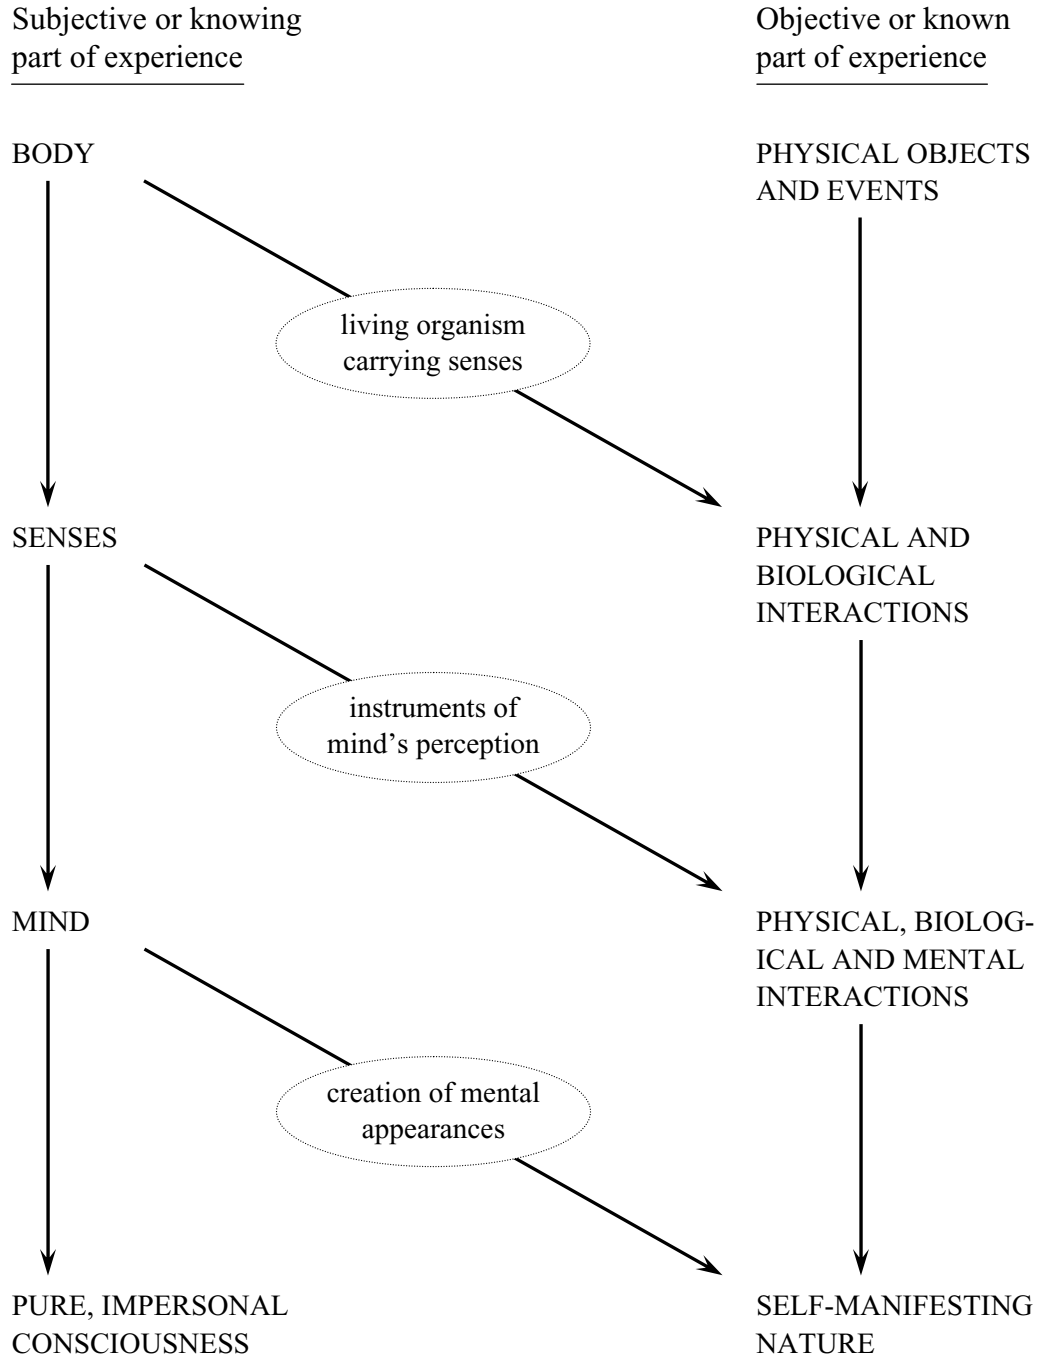 Subjective or knowing
part of experience
Objective or known
part of experience
BODY
PHYSICAL OBJECTS
AND EVENTS
living organism
carrying senses
SENSES
PHYSICAL AND
BIOLOGICAL
INTERACTIONS
instruments of
mind’s perception
MIND
PHYSICAL, BIOLOG-
ICAL AND MENTAL
INTERACTIONS
creation of mental
appearances
PURE, IMPERSONAL
CONSCIOUSNESS
SELF-MANIFESTING
NATURE